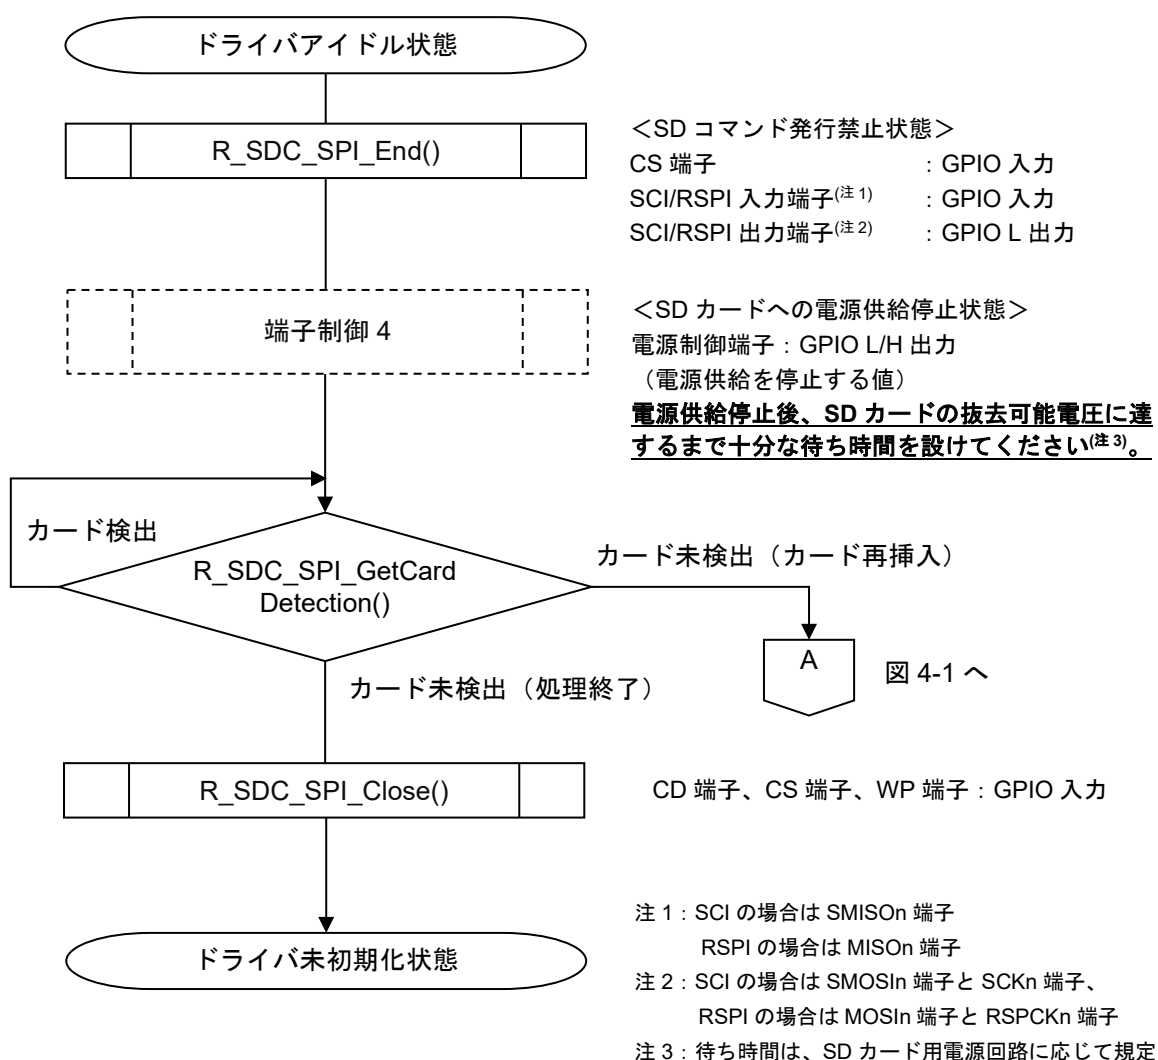 ドライバアイドル状態
R_SDC_SPI_End()
＜SD コマンド発行禁止状態＞
CS 端子 : GPIO 入力
SCI/RSPI 入力端子(注 1) : GPIO 入力
SCI/RSPI 出力端子(注 2) : GPIO L 出力
端子制御 4
＜SD カードへの電源供給停止状態＞
電源制御端子：GPIO L/H 出力
（電源供給を停止する値）
電源供給停止後、SD カードの抜去可能電圧に達
するまで十分な待ち時間を設けてください(注 3)。
カード検出
R_SDC_SPI_GetCard
Detection()
カード未検出（カード再挿入）
A
図 4-1 へ
カード未検出（処理終了）
R_SDC_SPI_Close()
CD 端子、CS 端子、WP 端子：GPIO 入力
ドライバ未初期化状態
注 1：SCI の場合は SMISOn 端子
RSPI の場合は MISOn 端子
注 2：SCI の場合は SMOSIn 端子と SCKn 端子、
RSPI の場合は MOSIn 端子と RSPCKn 端子
注 3：待ち時間は、SD カード用電源回路に応じて規定